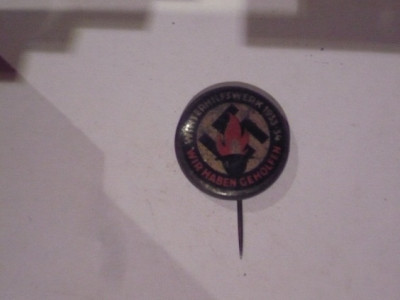 WINTERHILFSWERK 1933 34
WIR HABEN GEHOLFEN